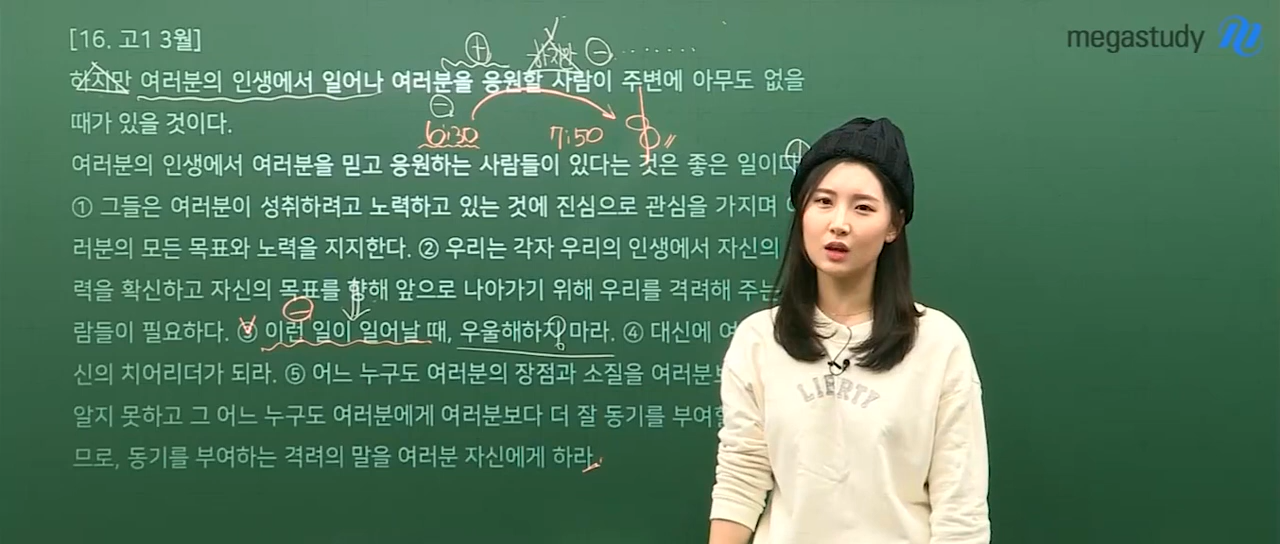 [16. 고1 3월]
megastudy
하지만 여러분의 인생에서 일어나 여러분을 응원할 사람이 주변에 아무도 없을
때가 있을 것이다.
6:30 7:50
여러분의 인생에서 여러분을 믿고 응원하는 사람들이 있다는 것은 좋은 일이다
① 그들은 여러분이 성취하려고 노력하고 있는 것에 진심으로 관심을 가지며
러분의 모든 목표와 노력을 지지한다. ② 우리는 각자 우리의 인생에서 자신의
력을 확신하고 자신의 목표를 향해 앞으로 나아가기 위해 우리를 격려해 주는
람들이 필요하다. ③ 이런 일이 일어날 때, 우울해하지 마라. ④ 대신에
신의 치어리더가 되라. ⑤ 어느 누구도 여러분의 장점과 소질을
알지 못하고 그 어느 누구도 여러분에게 여러분보다 더 잘 동기를
므로, 동기를 부여하는 격려의 말을 여러분 자신에게 하라.
LIBERTY